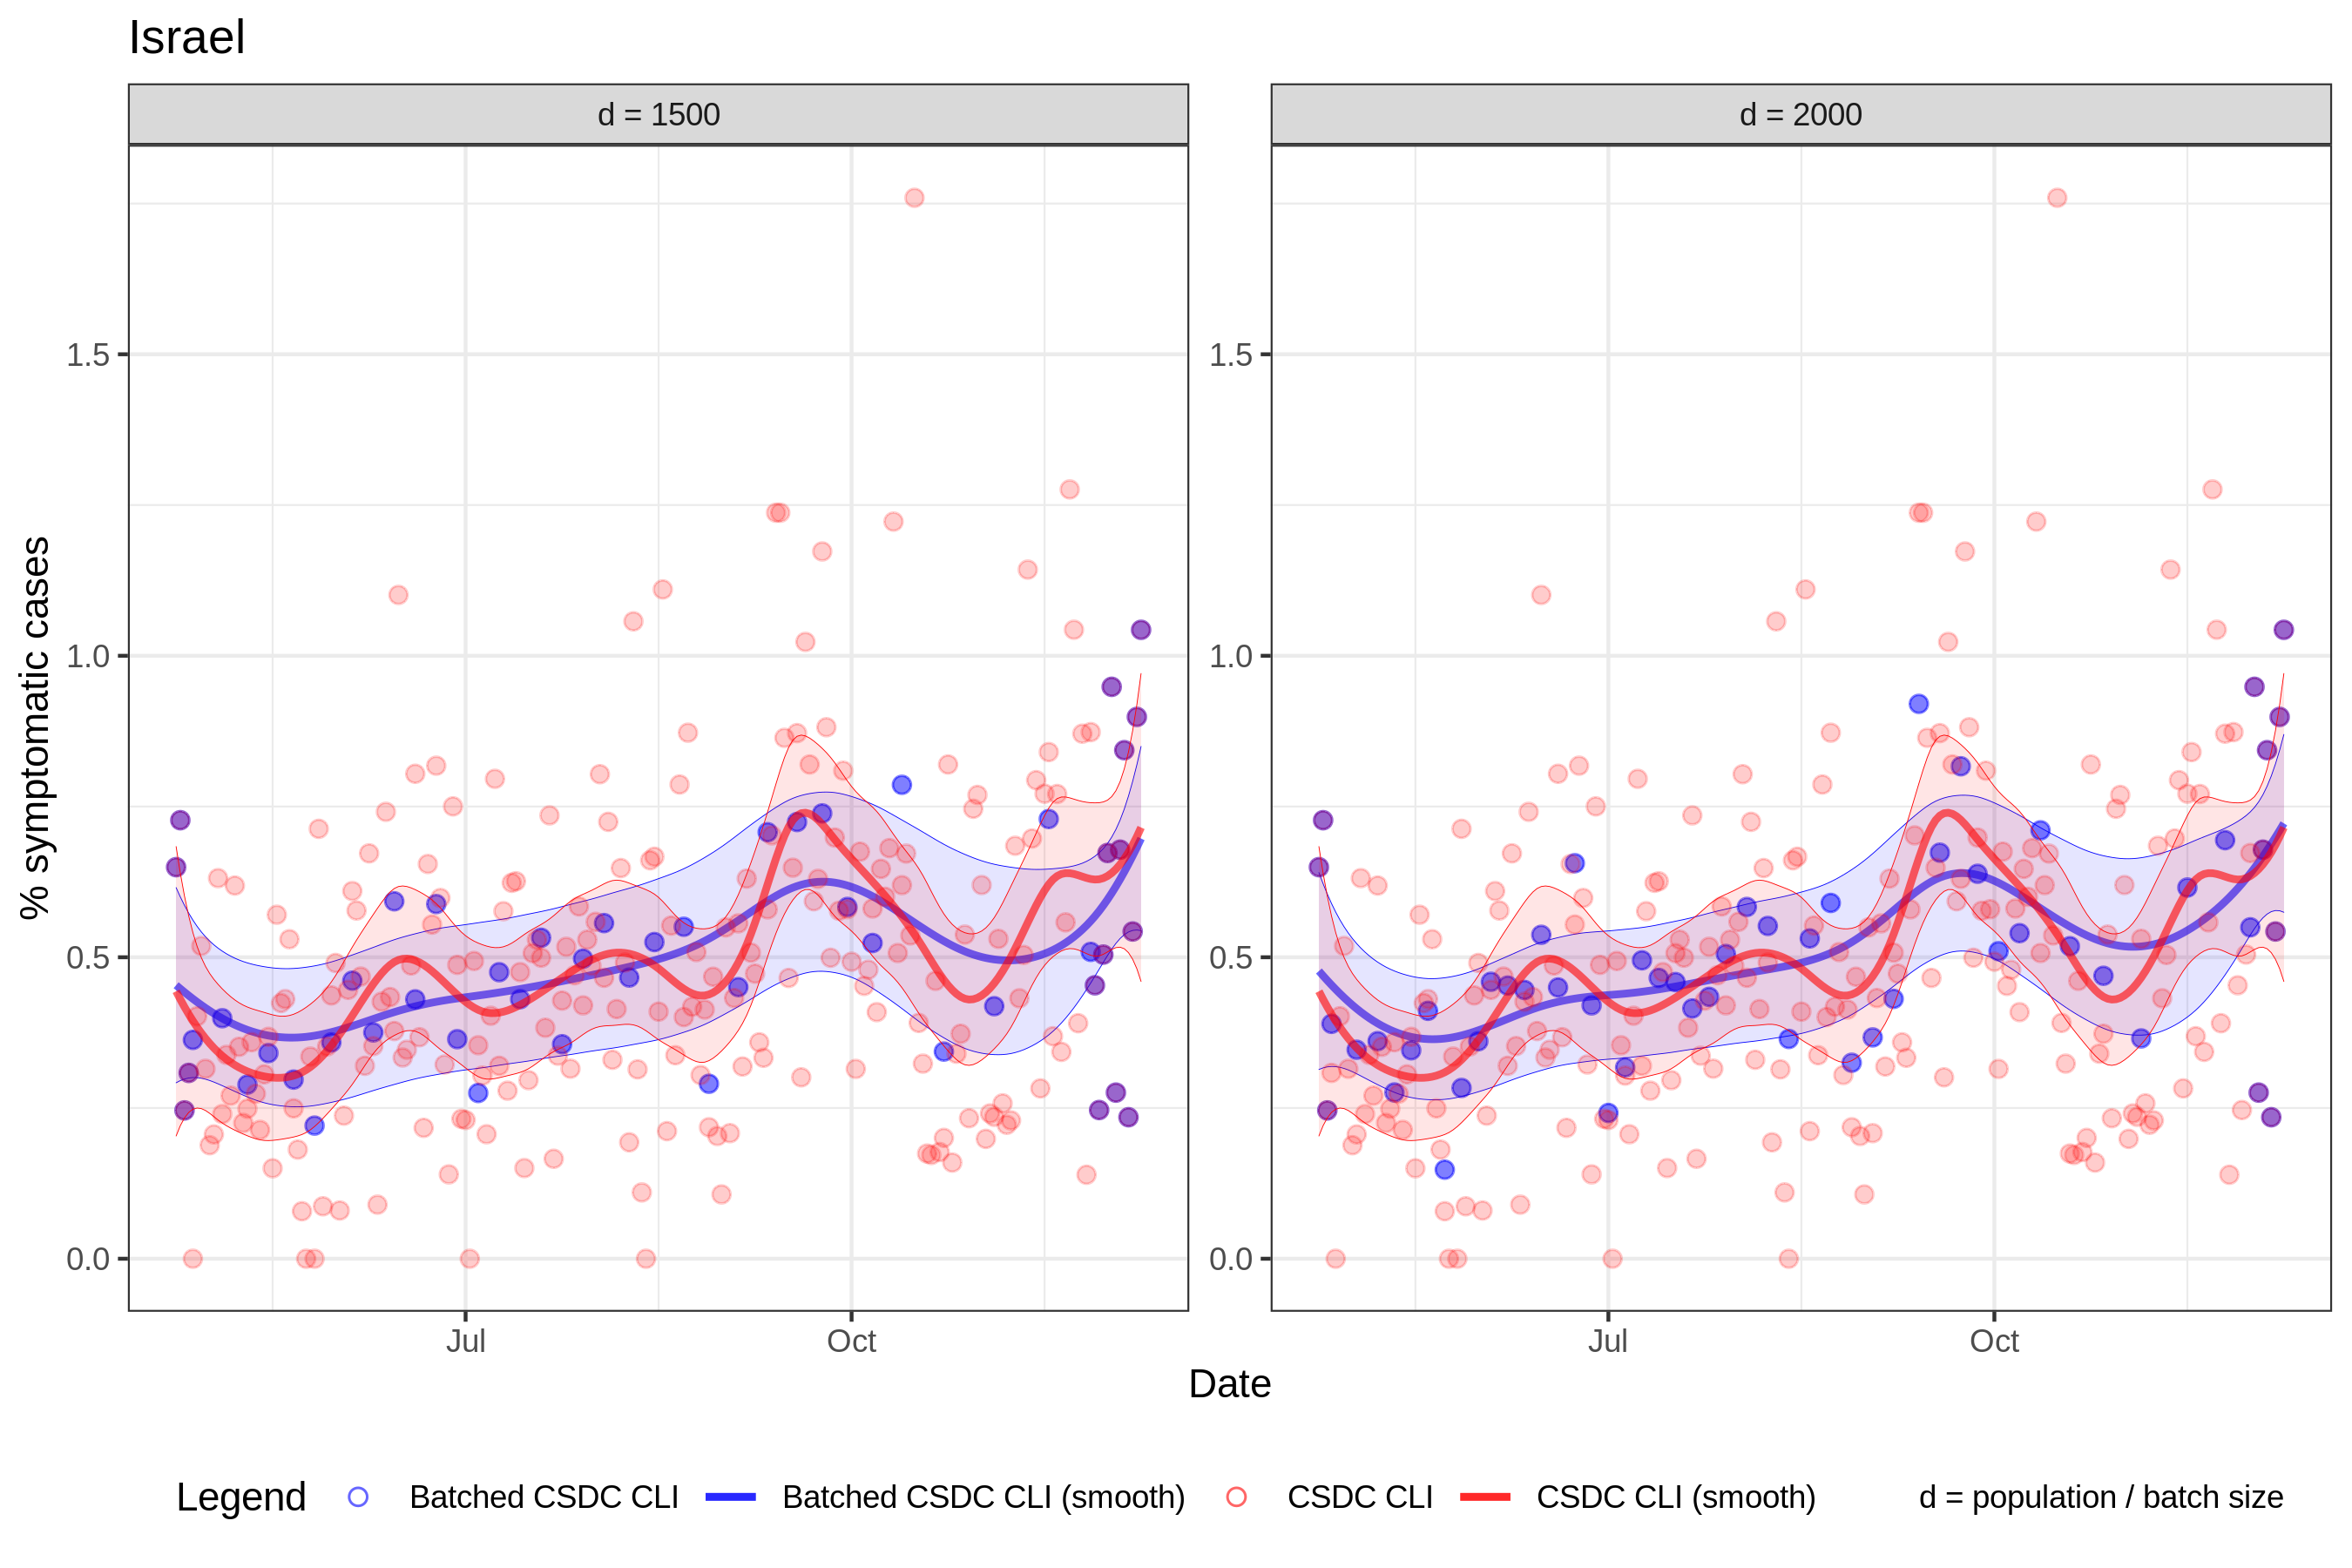 Israel
d = 1500
d = 2000
% symptomatic cases
1.5
1.0
0.5
0.0
1.5
1.0
0.5
0.0
Jul
Oct
Jul
Oct
Date
Legend
Batched CSDC CLI
Batched CSDC CLI (smooth)
CSDC CLI
CSDC CLI (smooth)
d = population / batch size